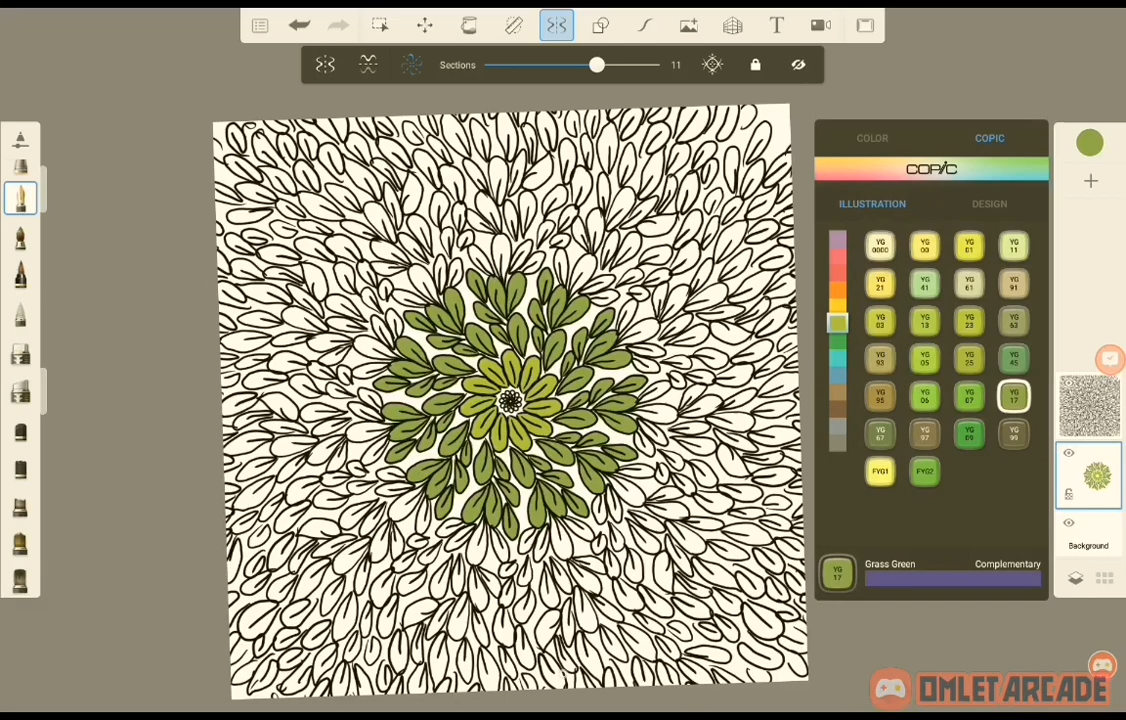 T
Sections 11
COLOR COPIC
COPIC
ILLUSTRATION DESIGN
YG 0000
YG 00
YG 01
YG 11
YG 21
YG 41
YG 61
YG 91
YG 03
YG 13
YG 23
YG 63
YG 93
YG 05
YG 25
YG 45
YG 95
YG 06
YG 07
YG 17
YG 67
YG 97
YG 09
YG 99
FYG1
FYG2
YG 17
Grass Green Complementary
Background
OMLET ARCADE